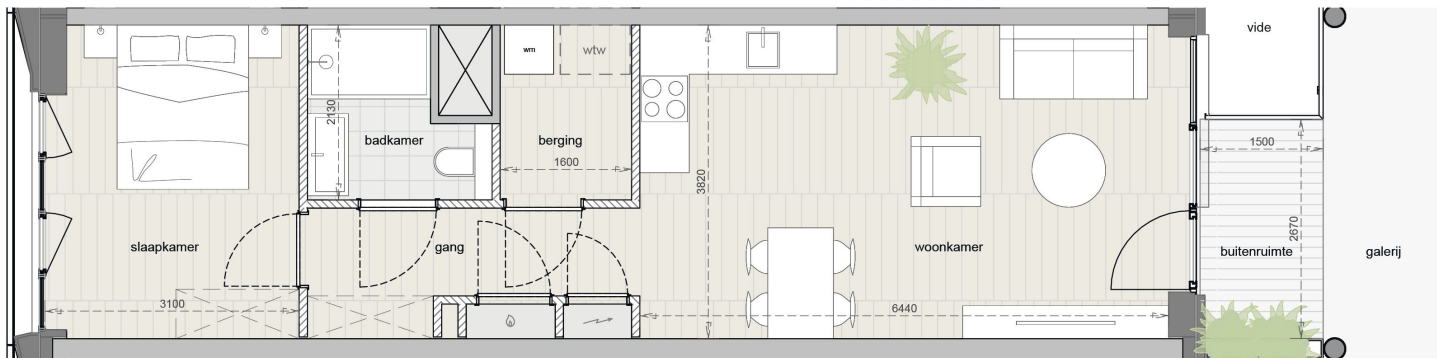 vide
wm
wtw
2130
badkamer
berging
1600
1500
3820
slaapkamer
gang
woonkamer
2670
buitenruimte
galerij
3100
6440